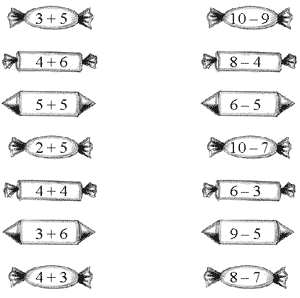 3 + 5
10 – 9
4 + 6
8 – 4
5 + 5
6 – 5
2 + 5
10 – 7
4 + 4
6 – 3
3 + 6
9 – 5
4 + 3
8 – 7